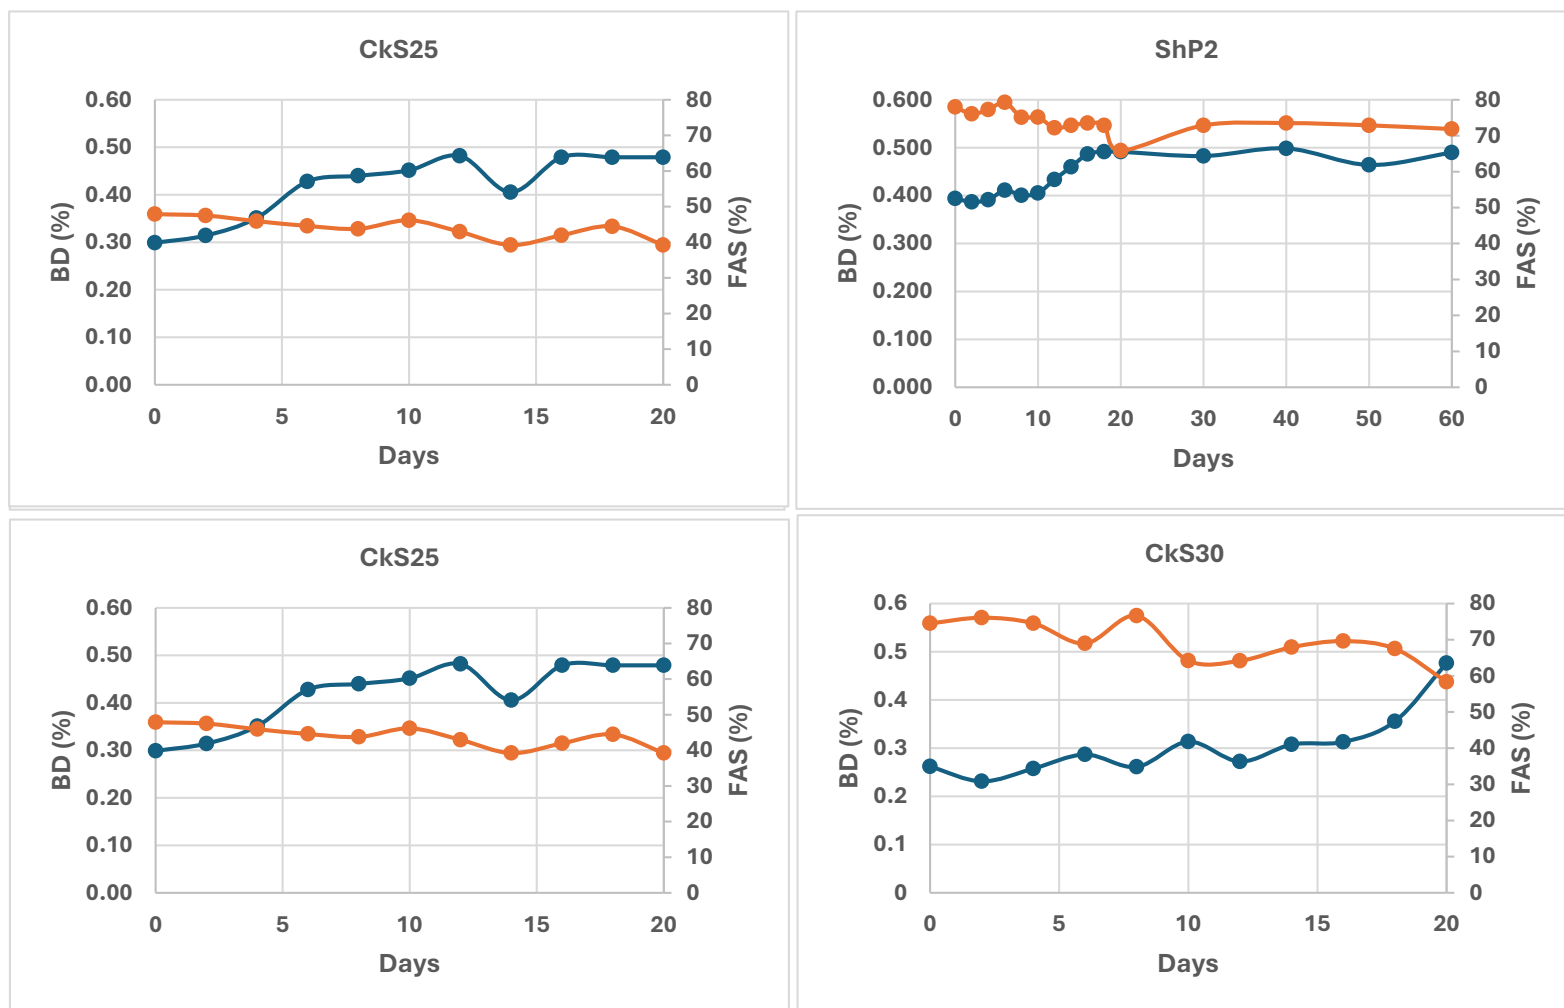 CkS25
0.60 80
70
0.50
60
0.40 50
0.30 40
30
0.20
20
0.10
10
0.00 0
BD (%)
FAS (%)
0 5 10 15 20
Days
ShP2
0.600 80
70
0.500
60
0.400 50
0.300 40
30
0.200
20
0.100
10
0.000 0
BD (%)
FAS (%)
0 10 20 30 40 50 60
Days
CkS25
0.60 80
70
0.50
60
0.40 50
0.30 40
30
0.20
20
0.10
10
0.00 0
BD (%)
FAS (%)
0 5 10 15 20
Days
CkS30
0.6 80
70
0.5
60
0.4 50
0.3 40
30
0.2
20
0.1
10
0 0
BD (%)
FAS (%)
0 5 10 15 20
Days